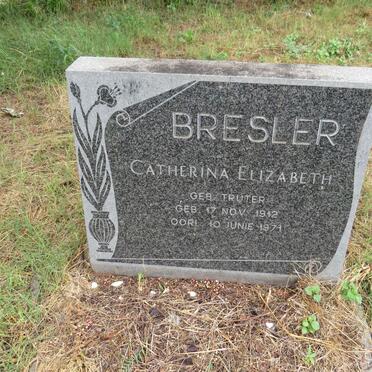 BRESLER
CATHERINA ELIZABETH
GEB. TRUTER
GEB. 17 NOV. 1912
OORL. 10 JUNIE 1971